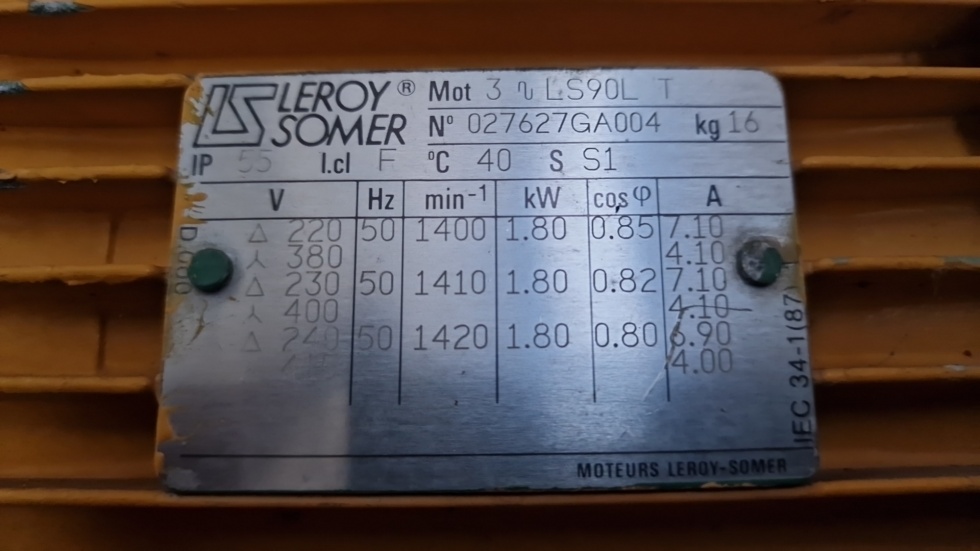 LS LEROY SOMER ® Mot 3 ∿ LS90L T
Nº 027627GA004 kg 16
IP 55 I.cl F °C 40 S S1
V Hz min-1 kW cosφ A
△ 220 50 1400 1.80 0.85 7.10
⅄ 380 4.10
△ 230 50 1410 1.80 0.82 7.10
⅄ 400 4.10
△ 240 50 1420 1.80 0.80 6.90
4.00
IEC 34-1(87)
MOTEURS LEROY-SOMER